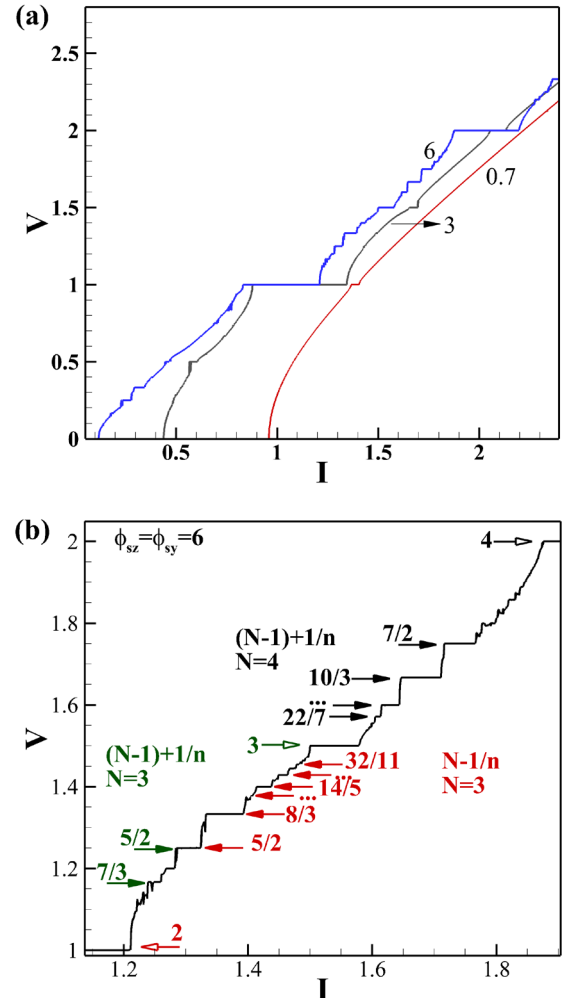 (a)
2.5
2
1.5
1
0.5
0
V
6
0.7
3
0.5
1
1.5
2
I
(b)
ϕsz=ϕsy=6
2
1.8
1.6
1.4
1.2
1
V
4
(N-1)+1/n
N=4
7/2
10/3
...
22/7
3
(N-1)+1/n
N=3
32/11
...
14/5
...
8/3
N-1/n
N=3
5/2
5/2
7/3
2
1.2
1.4
1.6
1.8
I